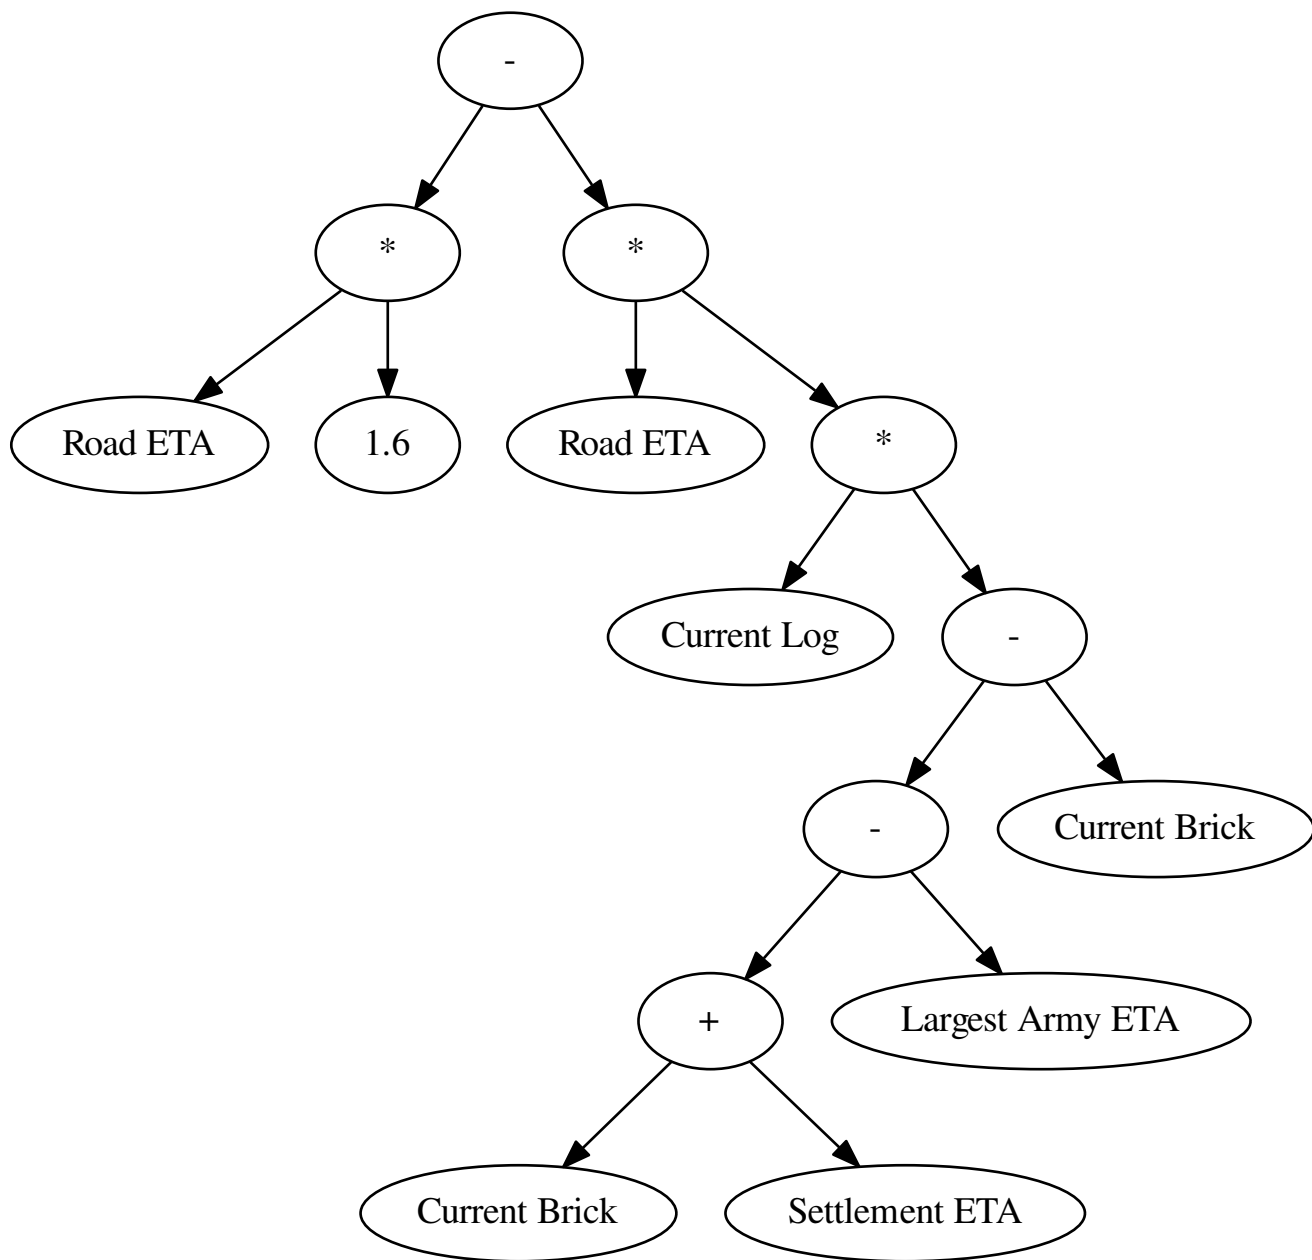 -
*
*
Road ETA
1.6
Road ETA
*
Current Log
-
-
Current Brick
+
Largest Army ETA
Current Brick
Settlement ETA